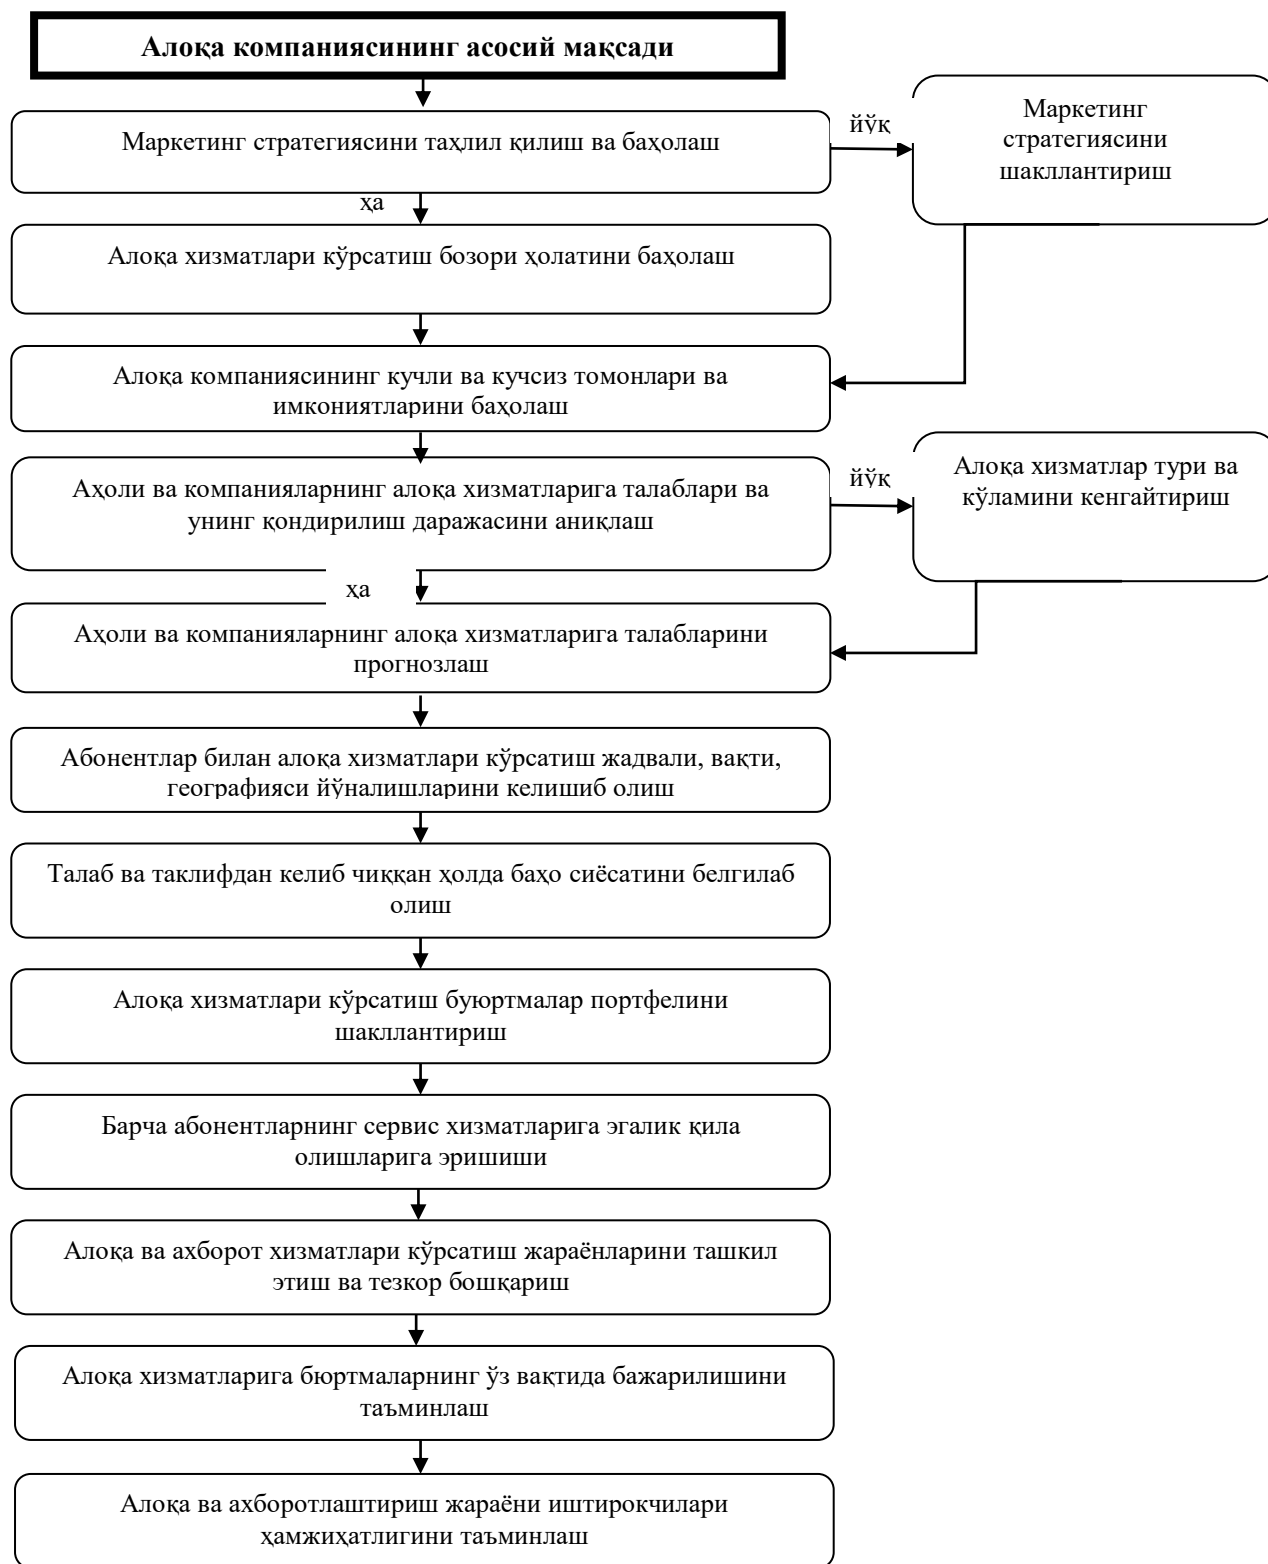 Алоқа компаниясининг асосий мақсади
Маркетинг стратегиясини таҳлил қилиш ва баҳолаш
йўқ
Маркетинг
стратегиясини
шакллантириш
ҳа
Алоқа хизматлари кўрсатиш бозори ҳолатини баҳолаш
Алоқа компаниясининг кучли ва кучсиз томонлари ва
имкониятларини баҳолаш
Аҳоли ва компанияларнинг алоқа хизматларига талаблари ва
унинг қондирилиш даражасини аниқлаш
йўқ
Алоқа хизматлар тури ва
кўламини кенгайтириш
ҳа
Аҳоли ва компанияларнинг алоқа хизматларига талабларини
прогнозлаш
Абонентлар билан алоқа хизматлари кўрсатиш жадвали, вақти,
географияси йўналишларини келишиб олиш
Талаб ва таклифдан келиб чиққан ҳолда баҳо сиёсатини белгилаб
олиш
Алоқа хизматлари кўрсатиш буюртмалар портфелини
шакллантириш
Барча абонентларнинг сервис хизматларига эгалик қила
олишларига эришиши
Алоқа ва ахборот хизматлари кўрсатиш жараёнларини ташкил
этиш ва тезкор бошқариш
Алоқа хизматларига бюртмаларнинг ўз вақтида бажарилишини
таъминлаш
Алоқа ва ахборотлаштириш жараёни иштирокчилари
ҳамжиҳатлигини таъминлаш